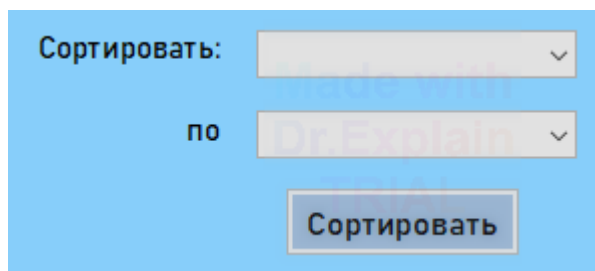 Сортировать:
Made with
по
Dr.Explain
TRIAL
Сортировать